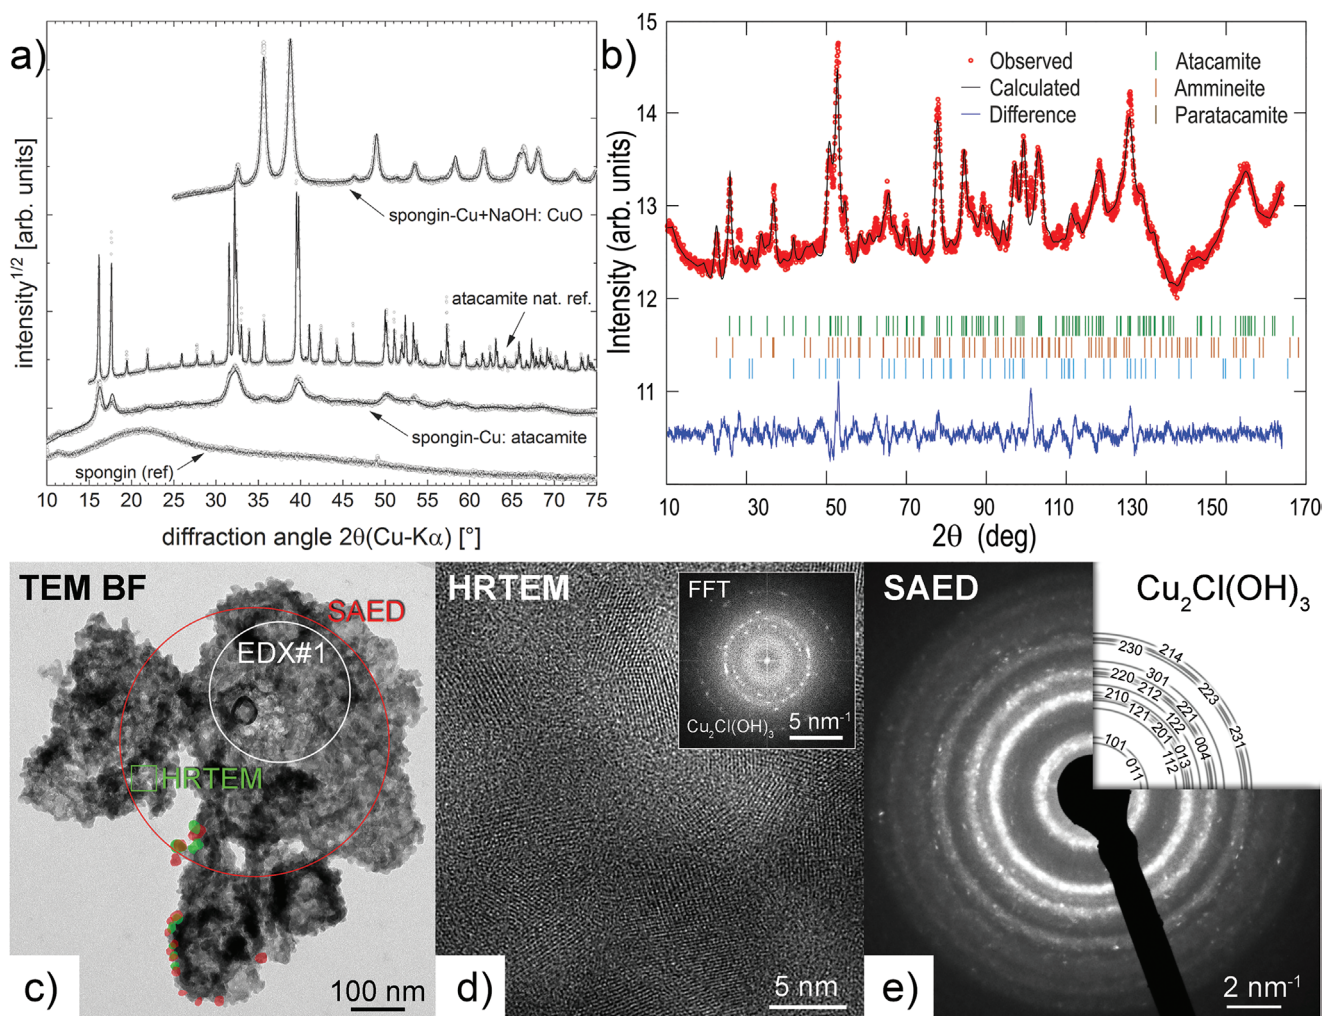 a)
intensity1/2 [arb. units]
spongin-Cu+NaOH: CuO
atacamite nat. ref.
spongin-Cu: atacamite
spongin (ref)
10 15 20 25 30 35 40 45 50 55 60 65 70 75
diffraction angle 2θ(Cu-Kα) [°]
b)
Intensity (arb. units)
15
14
13
12
11
Observed
Calculated
Difference
Atacamite
Ammineite
Paratacamite
10 30 50 70 90 110 130 150 170
2θ (deg)
TEM BF
SAED
EDX#1
HRTEM
c)
100 nm
HRTEM
FFT
Cu2Cl(OH)3
5 nm-1
d)
5 nm
SAED
Cu2Cl(OH)3
230 214
301
220 212 223
210 221
121 122 004 231
201 013
101 112
011
e)
2 nm-1